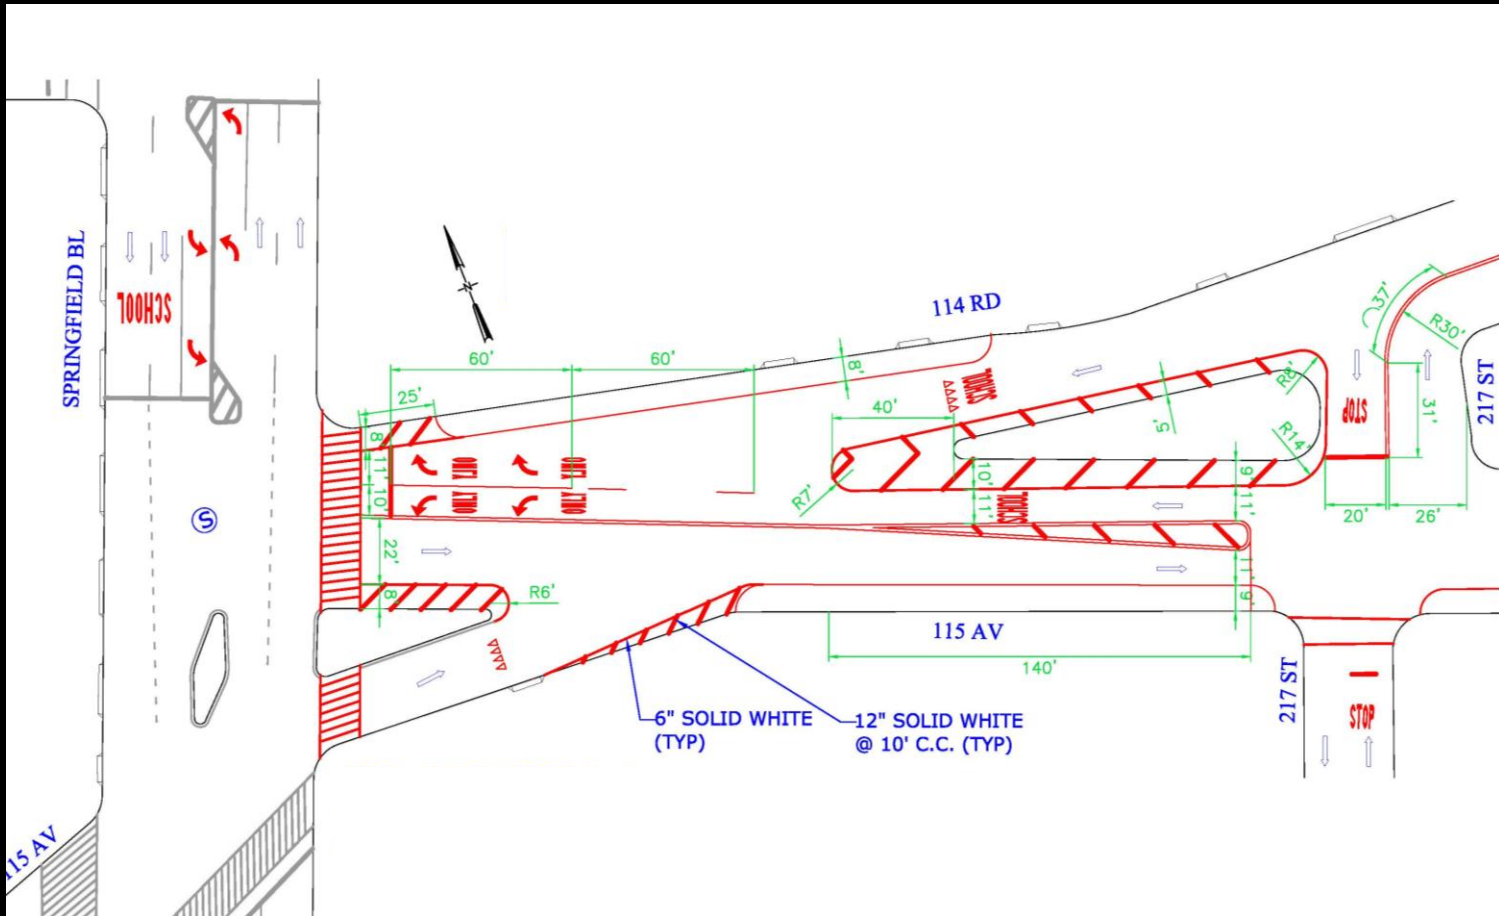 SPRINGFIELD BL
SCHOOL
N
114 RD
60'
60'
8'
25'
8'
11'
10'
ONLY
ONLY
ONLY
ONLY
SCHOOL
40'
5'
R8'
R14'
R7'
10'
11'
SCHOOL
9'
11'
STOP
37'
R30'
31'
217 ST
20'
26'
S
22'
8'
R6'
11'
9'
115 AV
140'
6" SOLID WHITE
(TYP)
12" SOLID WHITE
@ 10' C.C. (TYP)
217 ST
STOP
115 AV